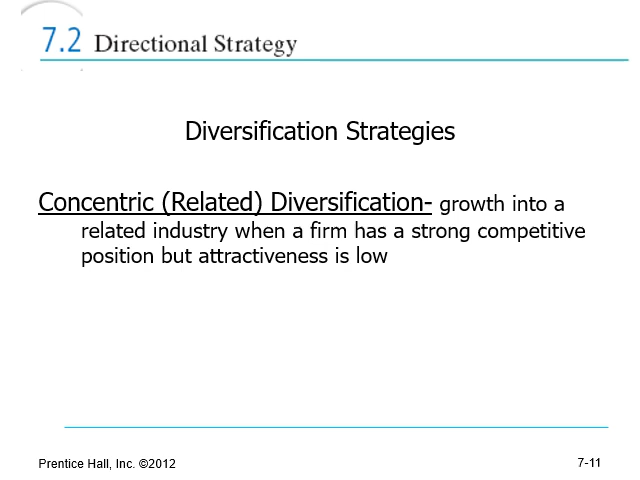 7.2 Directional Strategy
Diversification Strategies
Concentric (Related) Diversification- growth into a
related industry when a firm has a strong competitive
position but attractiveness is low
Prentice Hall, Inc. ©2012
7-11